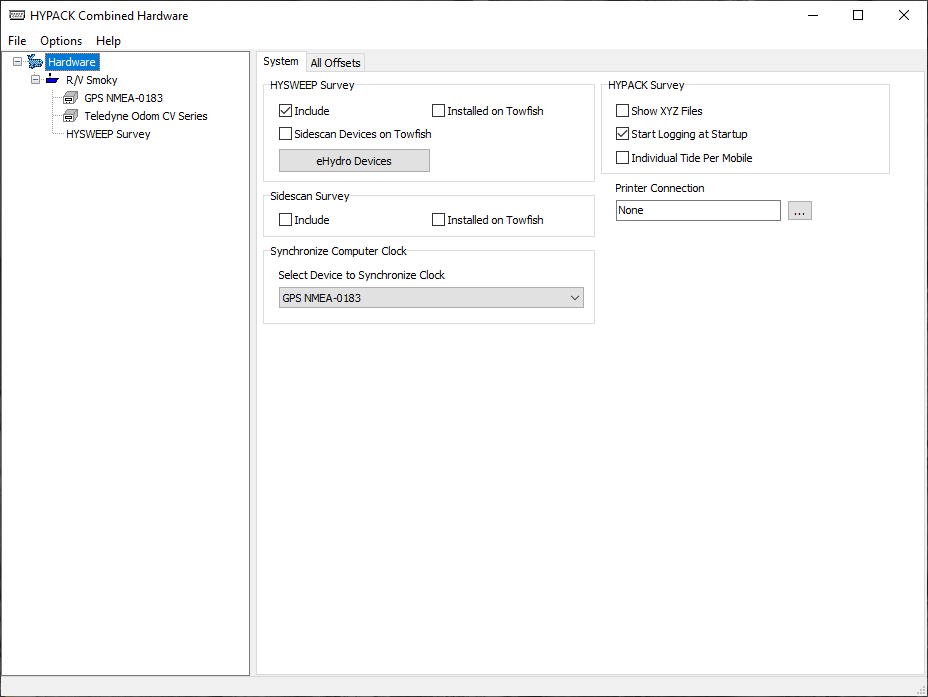 HYPACK Combined Hardware
File Options Help
Hardware
R/V Smoky
GPS NMEA-0183
Teledyne Odom CV Series
HYSWEEP Survey
System All Offsets
HYSWEEP Survey
Include Installed on Towfish
Sidescan Devices on Towfish
eHydro Devices
Sidescan Survey
Include Installed on Towfish
Synchronize Computer Clock
Select Device to Synchronize Clock
GPS NMEA-0183
HYPACK Survey
Show XYZ Files
Start Logging at Startup
Individual Tide Per Mobile
Printer Connection
None ...